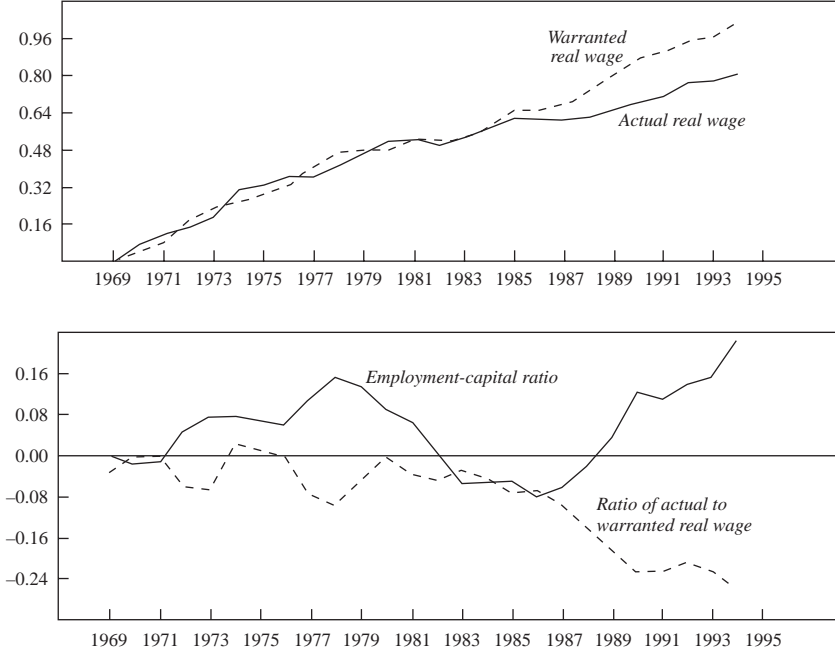 Warranted
real wage
0.96
0.80
0.64
Actual real wage
0.48
0.32
0.16
1969 1971 1973 1975 1977 1979 1981 1983 1985 1987 1989 1991 1993 1995
0.16
Employment-capital ratio
0.08
0.00
–0.08
Ratio of actual to
warranted real wage
–0.16
–0.24
1969 1971 1973 1975 1977 1979 1981 1983 1985 1987 1989 1991 1993 1995